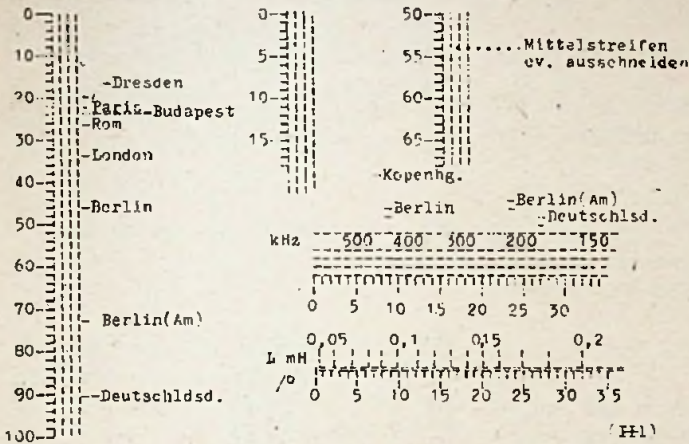 0
10
20
30
40
50
60
70
80
90
100
-Dresden
Paris
-Budapest
-Rom
-London
-Berlin
- Berlin(Am)
--Deutschldsd.
0
5
10
15
50
55
60
65
......Mittelstreifen
ev. ausschneiden
-Kopenhg.
-Berlin
-Berlin(Am)
-Deutschlsd.
kHz 500 400 300 200 150
0 5 10 15 20 25 30
0,05 0,1 0,15 0,2
L mH
/°
0 5 10 15 20 25 30 35
(II1)